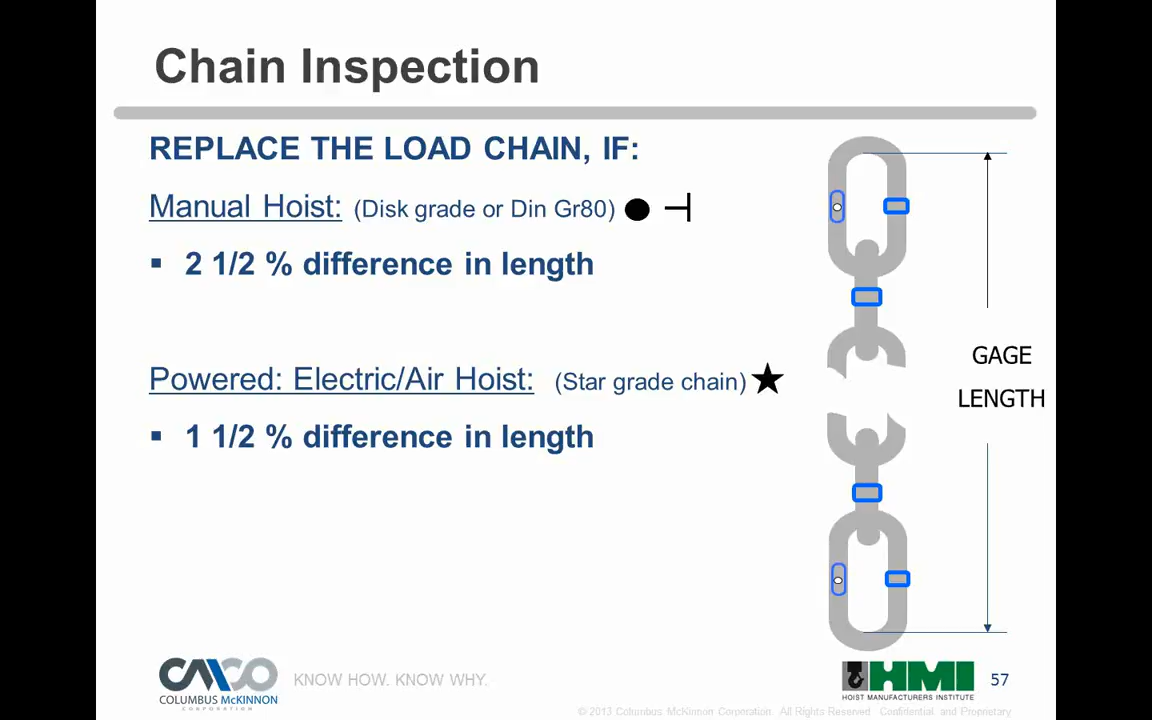 Chain Inspection
REPLACE THE LOAD CHAIN, IF:
Manual Hoist: (Disk grade or Din Gr80)
▪ 2 1/2 % difference in length
Powered: Electric/Air Hoist: (Star grade chain)
▪ 1 1/2 % difference in length
GAGE
LENGTH
CMCO
COLUMBUS McKINNON
CORPORATION
KNOW HOW. KNOW WHY.
HMI
HOIST MANUFACTURERS INSTITUTE
57
© 2013 Columbus McKinnon Corporation. All Rights Reserved. Confidential and Proprietary